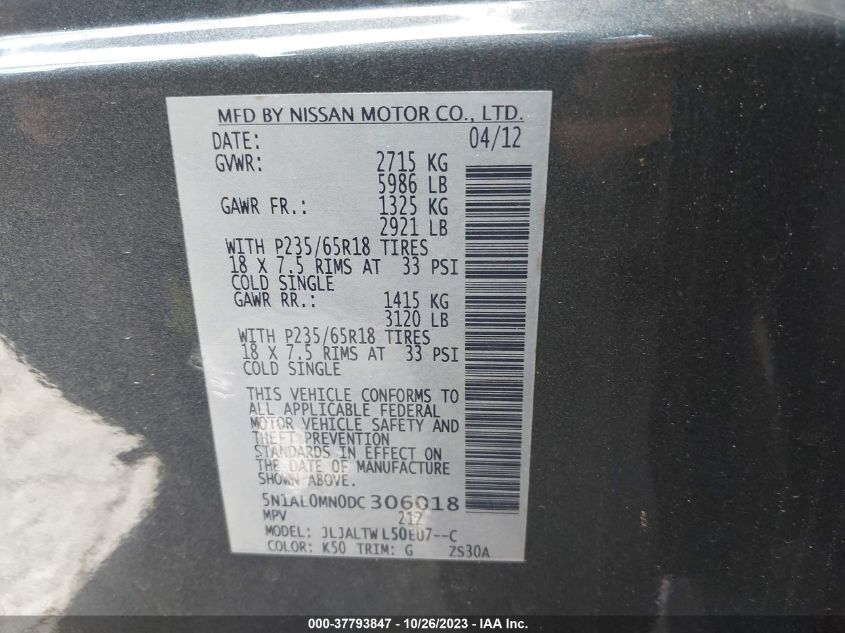 MFD BY NISSAN MOTOR CO., LTD.
DATE: 04/12
GVWR: 2715 KG
5986 LB
GAWR FR.: 1325 KG
2921 LB
WITH P235/65R18 TIRES
18 X 7.5 RIMS AT 33 PSI
COLD SINGLE
GAWR RR.: 1415 KG
3120 LB
WITH P235/65R18 TIRES
18 X 7.5 RIMS AT 33 PSI
COLD SINGLE
THIS VEHICLE CONFORMS TO
ALL APPLICABLE FEDERAL
MOTOR VEHICLE SAFETY AND
THEFT PREVENTION
STANDARDS IN EFFECT ON
THE DATE OF MANUFACTURE
SHOWN ABOVE.
5N1AL0MN0DC306018
MPV 212
MODEL: JLJALTWL50EU7--C
COLOR: K50 TRIM: G ZS30A
000-37793847 - 10/26/2023 - IAA Inc.